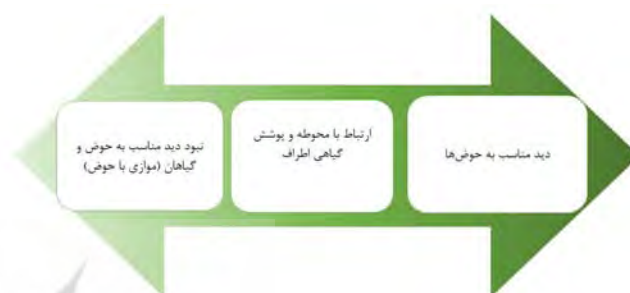 دید مناسب به حوض‌ها
ارتباط با محوطه و پوشش
گیاهی اطراف
نبود دید مناسب به حوض و
گیاهان (موازی با حوض)